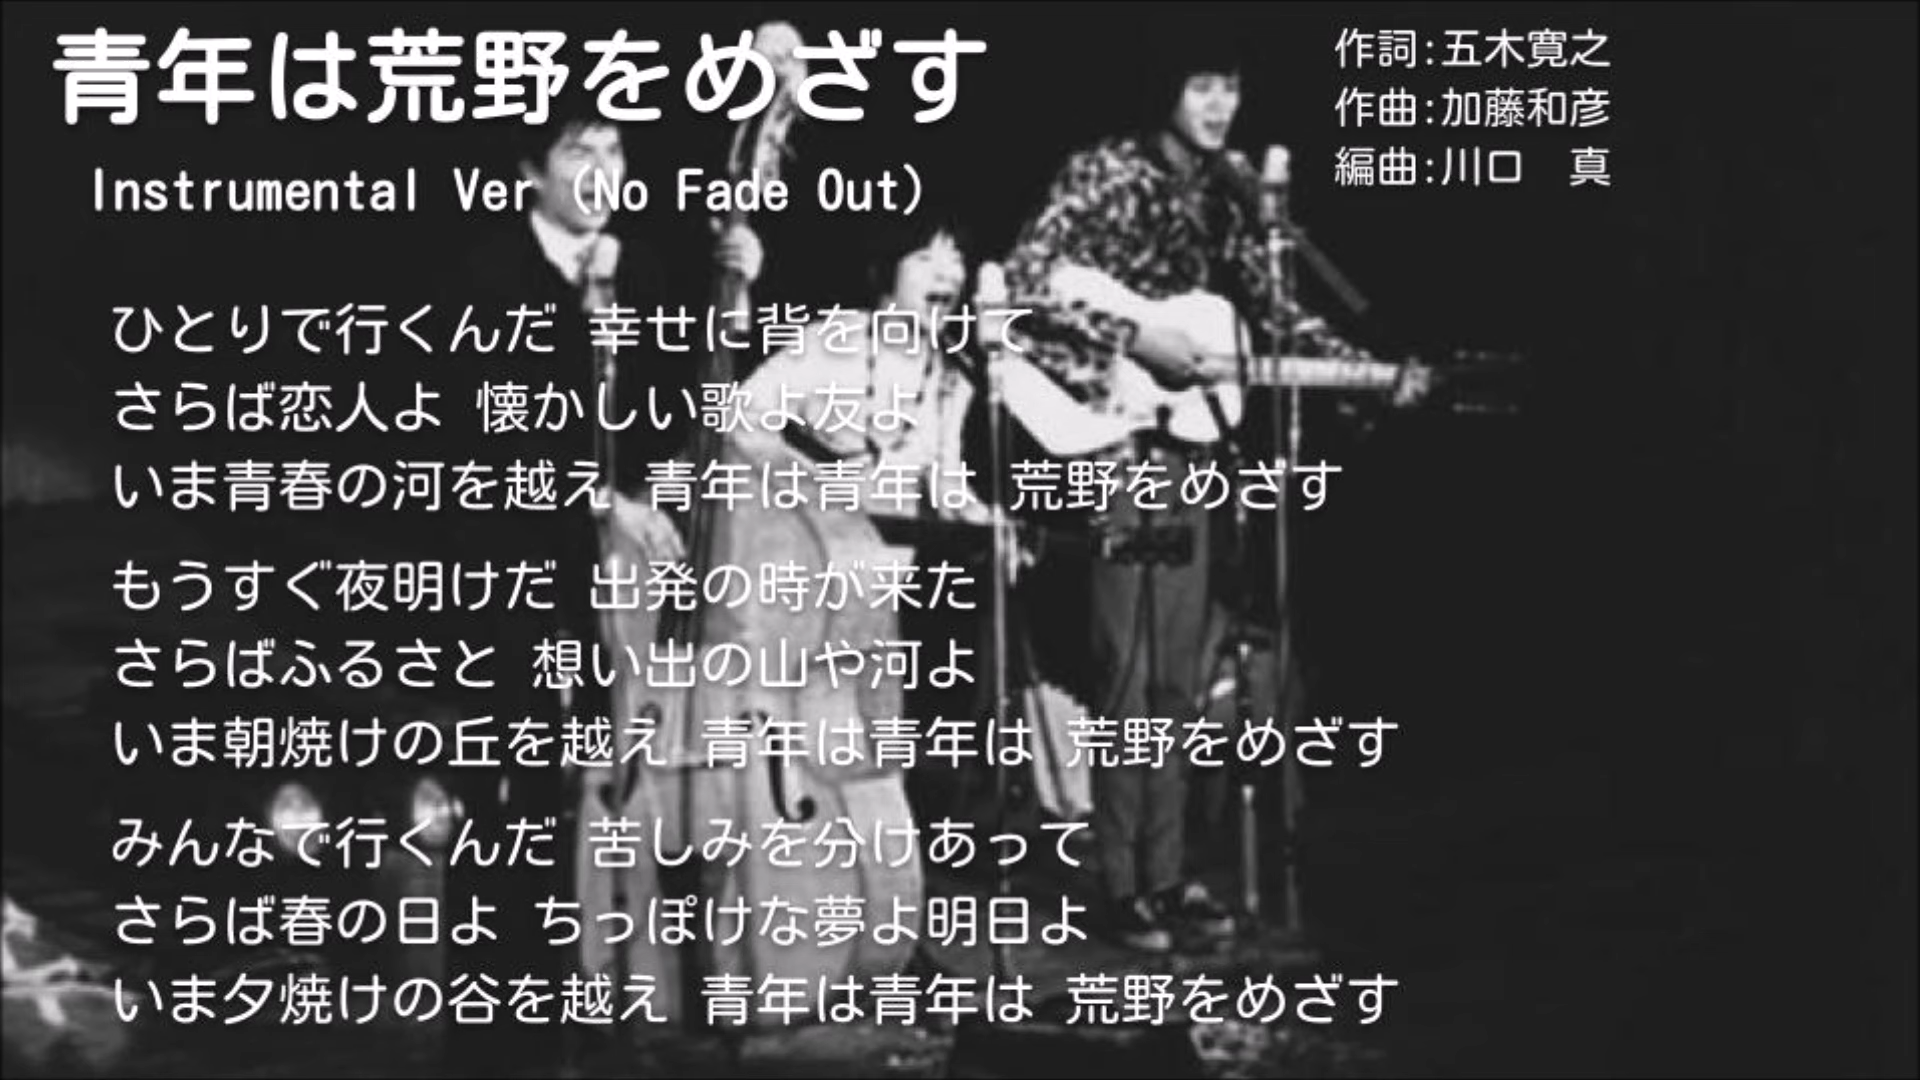 青年は荒野をめざす
Instrumental Ver (No Fade Out)
作詞:五木寛之
作曲:加藤和彦
編曲:川口　真
ひとりで行くんだ 幸せに背を向けて
さらば恋人よ 懐かしい歌よ友よ
いま青春の河を越え 青年は青年は 荒野をめざす
もうすぐ夜明けだ 出発の時が来た
さらばふるさと 想い出の山や河よ
いま朝焼けの丘を越え 青年は青年は 荒野をめざす
みんなで行くんだ 苦しみを分けあって
さらば春の日よ ちっぽけな夢よ明日よ
いま夕焼けの谷を越え 青年は青年は 荒野をめざす